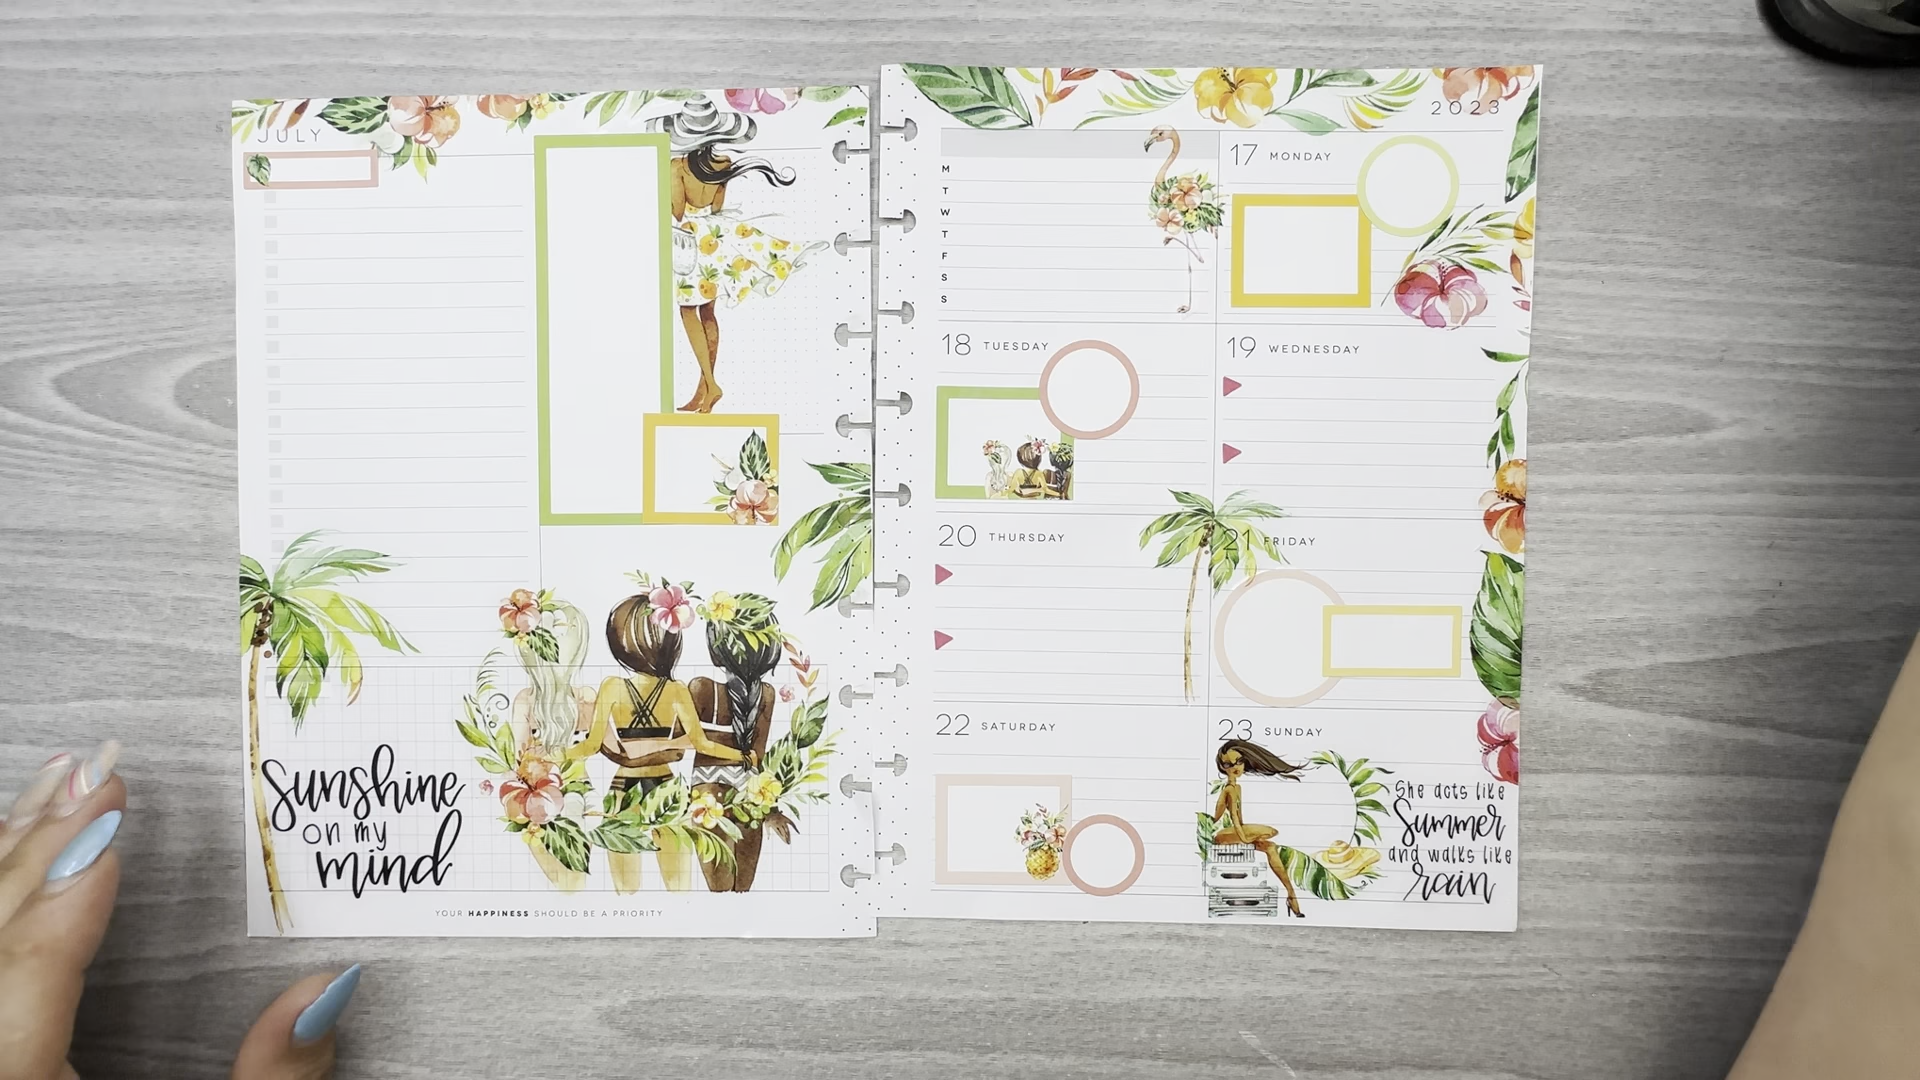 JULY
Sunshine
on my
mind
YOUR HAPPINESS SHOULD BE A PRIORITY
2023
M
T
W
T
F
S
S
17 MONDAY
18 TUESDAY
19 WEDNESDAY
20 THURSDAY
21 FRIDAY
22 SATURDAY
23 SUNDAY
She acts like
Summer
and walks like
rain